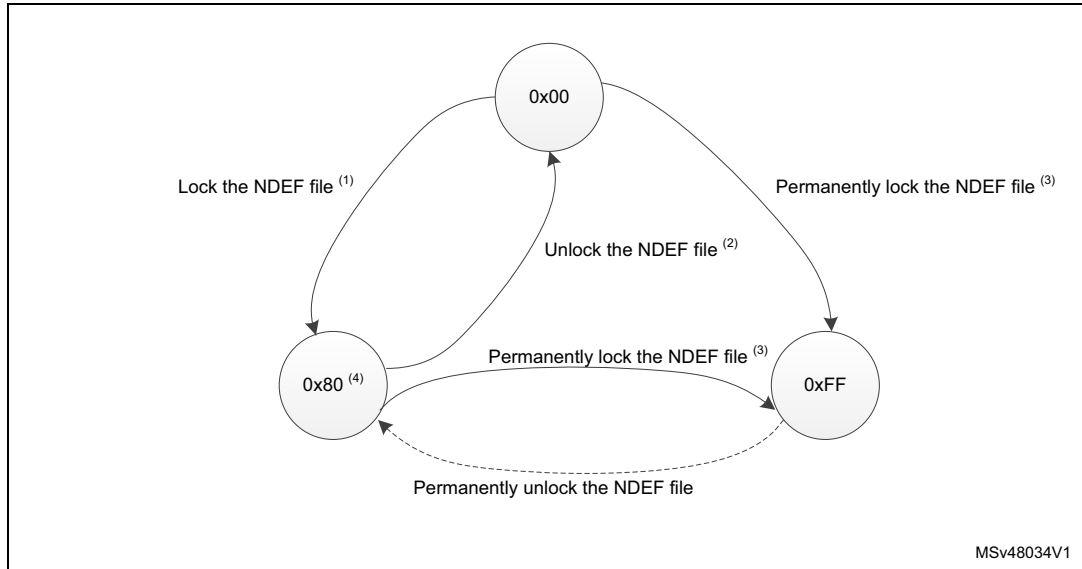 0x00
Lock the NDEF file (1)
Permanently lock the NDEF file (3)
Unlock the NDEF file (2)
Permanently lock the NDEF file (3)
0x80 (4)
0xFF
Permanently unlock the NDEF file
MSv48034V1